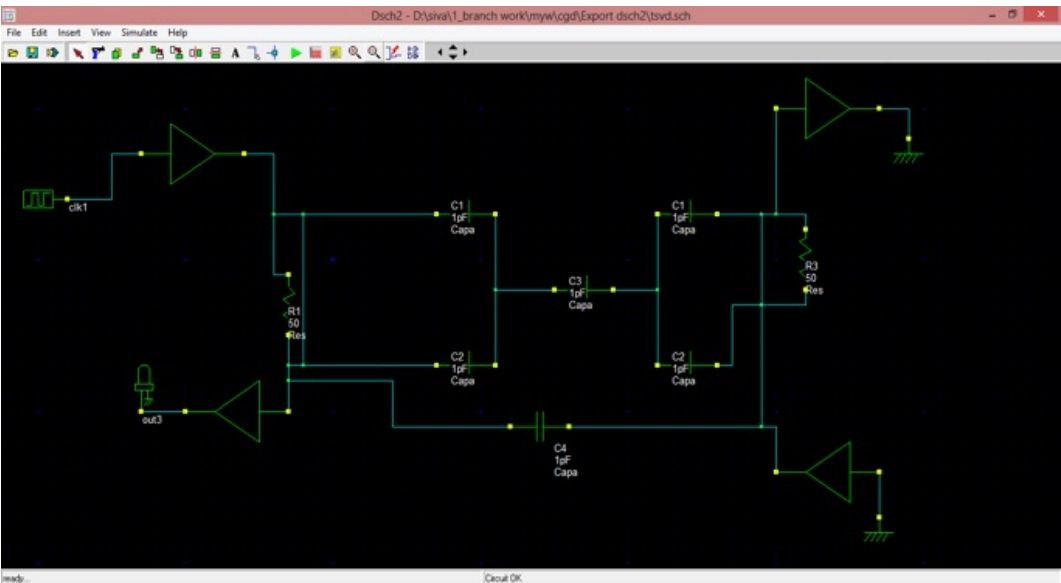 Dsch2 - D:\siva\1_branch work\myw\cgd\Export dsch2\tsvd.sch
File Edit Insert View Simulate Help
A
clk1
C1
1pF
Capa
C1
1pF
Capa
R3
50
Res
C3
1pF
Capa
R1
50
Res
C2
1pF
Capa
C2
1pF
Capa
out3
C4
1pF
Capa
ready...
Circuit OK